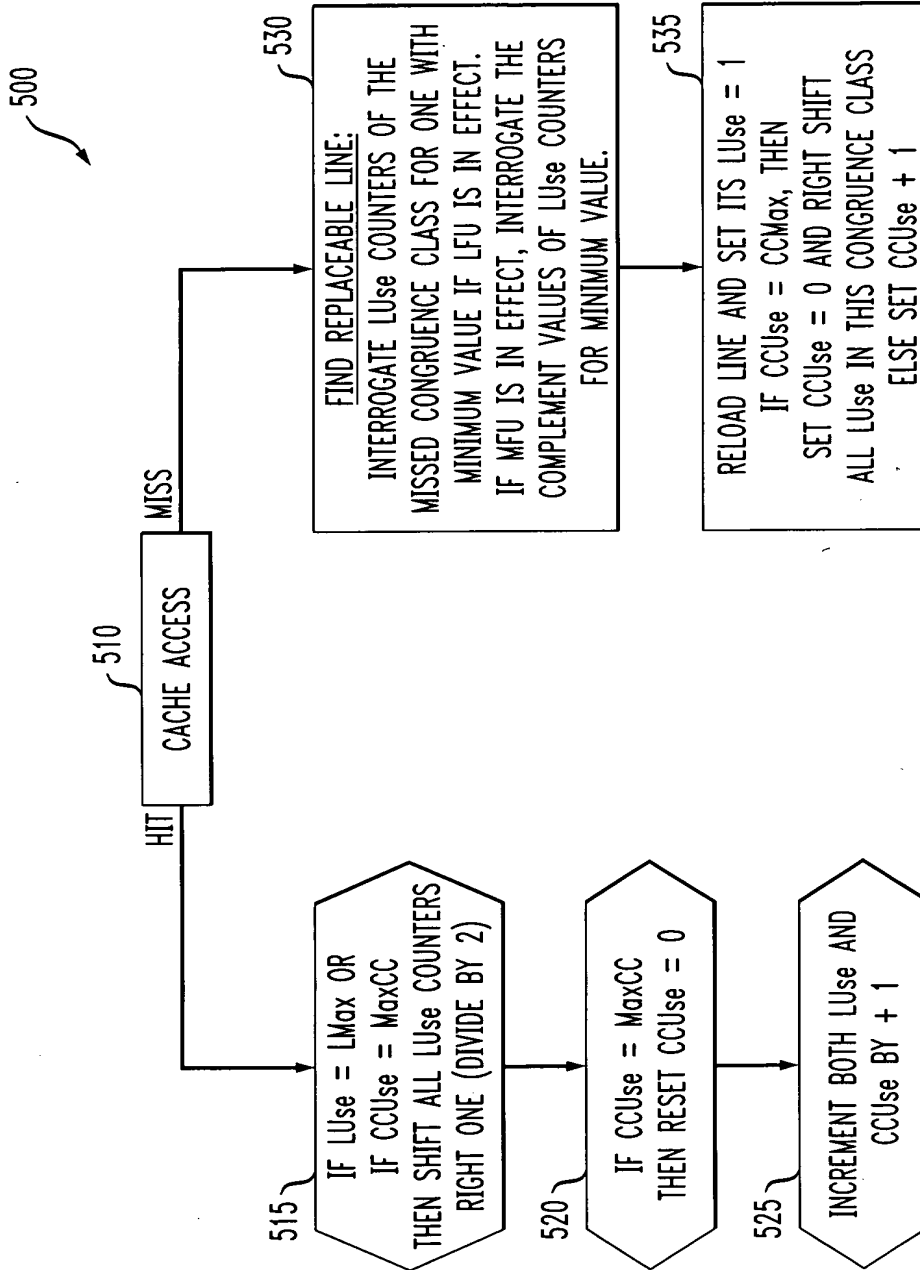 500
510
CACHE ACCESS
HIT
MISS
515
IF LUse = LMax OR
IF CCUse = MaxCC
THEN SHIFT ALL LUse COUNTERS
RIGHT ONE (DIVIDE BY 2)
520
IF CCUse = MaxCC
THEN RESET CCUse = 0
525
INCREMENT BOTH LUse AND
CCUse BY + 1
530
FIND REPLACEABLE LINE:
INTERROGATE LUse COUNTERS OF THE
MISSED CONGRUENCE CLASS FOR ONE WITH
MINIMUM VALUE IF LFU IS IN EFFECT.
IF MFU IS IN EFFECT, INTERROGATE THE
COMPLEMENT VALUES OF LUse COUNTERS
FOR MINIMUM VALUE.
535
RELOAD LINE AND SET ITS LUse = 1
IF CCUse = CCMax, THEN
SET CCUse = 0 AND RIGHT SHIFT
ALL LUse IN THIS CONGRUENCE CLASS
ELSE SET CCUse + 1